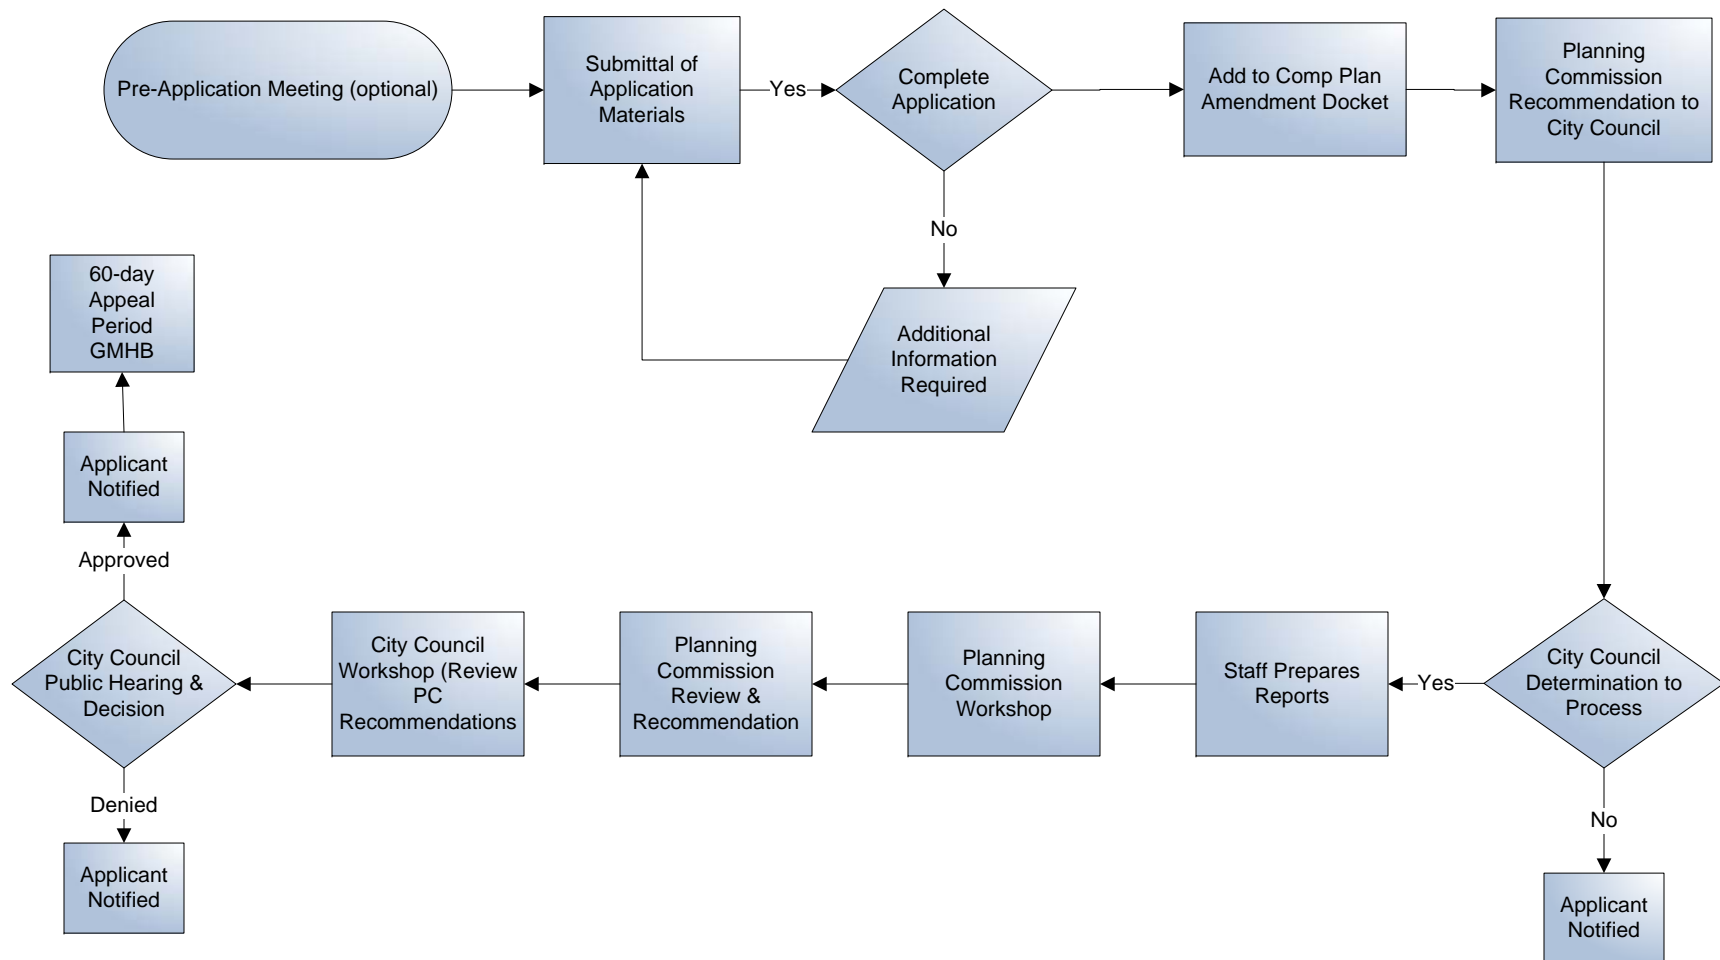 Pre-Application Meeting (optional)
Submittal of
Application
Materials
Yes
Complete
Application
Add to Comp Plan
Amendment Docket
Planning
Commission
Recommendation to
City Council
No
Additional
Information
Required
60-day
Appeal
Period
GMHB
Applicant
Notified
Approved
City Council
Public Hearing &
Decision
Denied
Applicant
Notified
City Council
Workshop (Review
PC
Recommendations
Planning
Commission
Review &
Recommendation
Planning
Commission
Workshop
Staff Prepares
Reports
Yes
City Council
Determination to
Process
No
Applicant
Notified